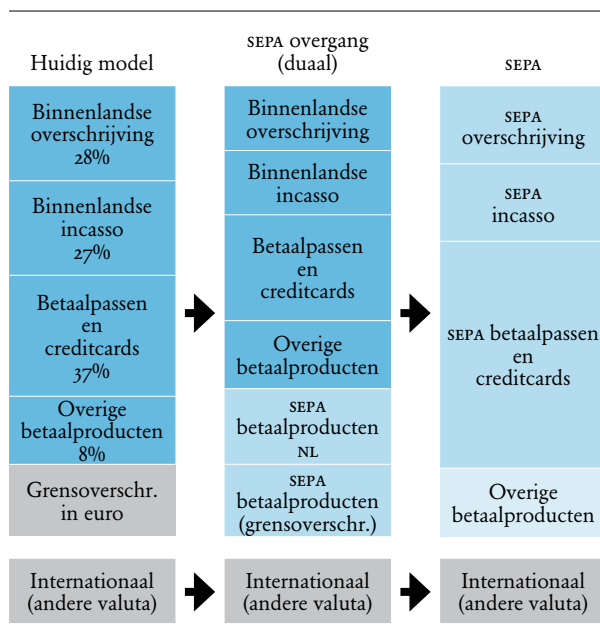 Huidig model
Binnenlandse
overschrijving
28%
Binnenlandse
incasso
27%
Betaalpassen
en
creditcards
37%
Overige
betaalproducten
8%
Grensoverschr.
in euro
Internationaal
(andere valuta)
SEPA overgang
(duaal)
Binnenlandse
overschrijving
Binnenlandse
incasso
Betaalpassen
en
creditcards
Overige
betaalproducten
SEPA
betaalproducten
NL
SEPA
betaalproducten
(grensoverschr.)
Internationaal
(andere valuta)
SEPA
SEPA
overschrijving
SEPA
incasso
SEPA betaalpassen
en
creditcards
Overige
betaalproducten
Internationaal
(andere valuta)